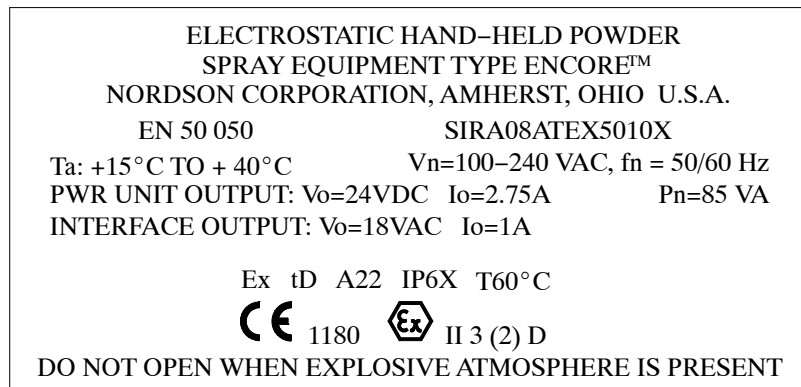 ELECTROSTATIC HAND–HELD POWDER
SPRAY EQUIPMENT TYPE ENCORE™
NORDSON CORPORATION, AMHERST, OHIO U.S.A.
EN 50 050 SIRA08ATEX5010X
Ta: +15°C TO + 40°C Vn=100–240 VAC, fn = 50/60 Hz
PWR UNIT OUTPUT: Vo=24VDC Io=2.75A Pn=85 VA
INTERFACE OUTPUT: Vo=18VAC Io=1A
Ex tD A22 IP6X T60°C
CE 1180 Ex II 3 (2) D
DO NOT OPEN WHEN EXPLOSIVE ATMOSPHERE IS PRESENT